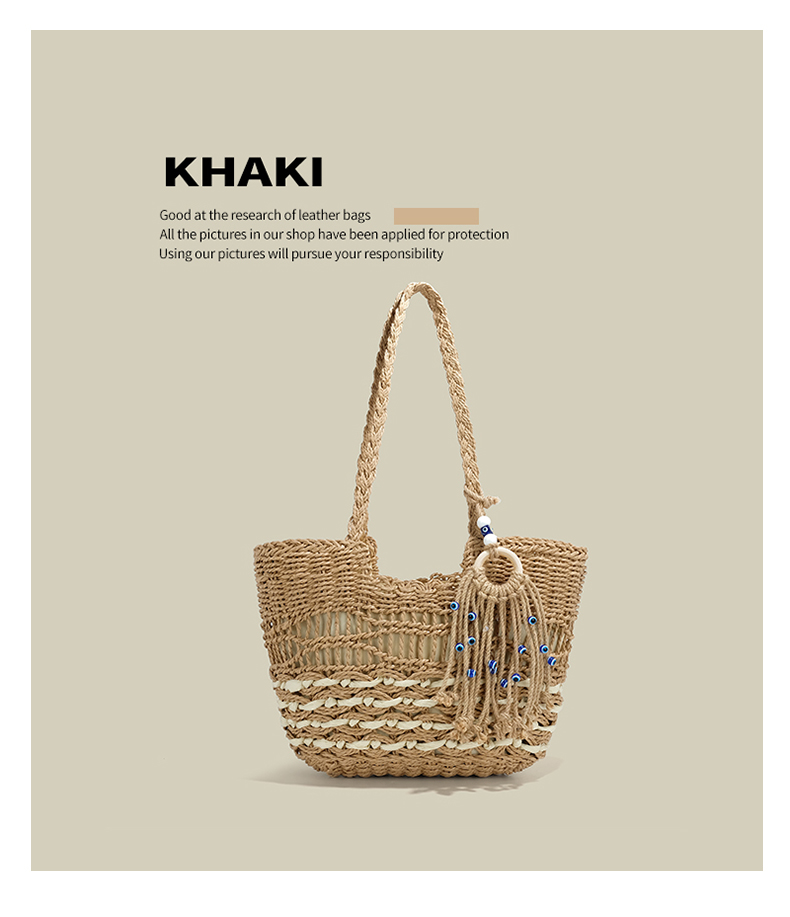 KHAKI
Good at the research of leather bags
All the pictures in our shop have been applied for protection
Using our pictures will pursue your responsibility